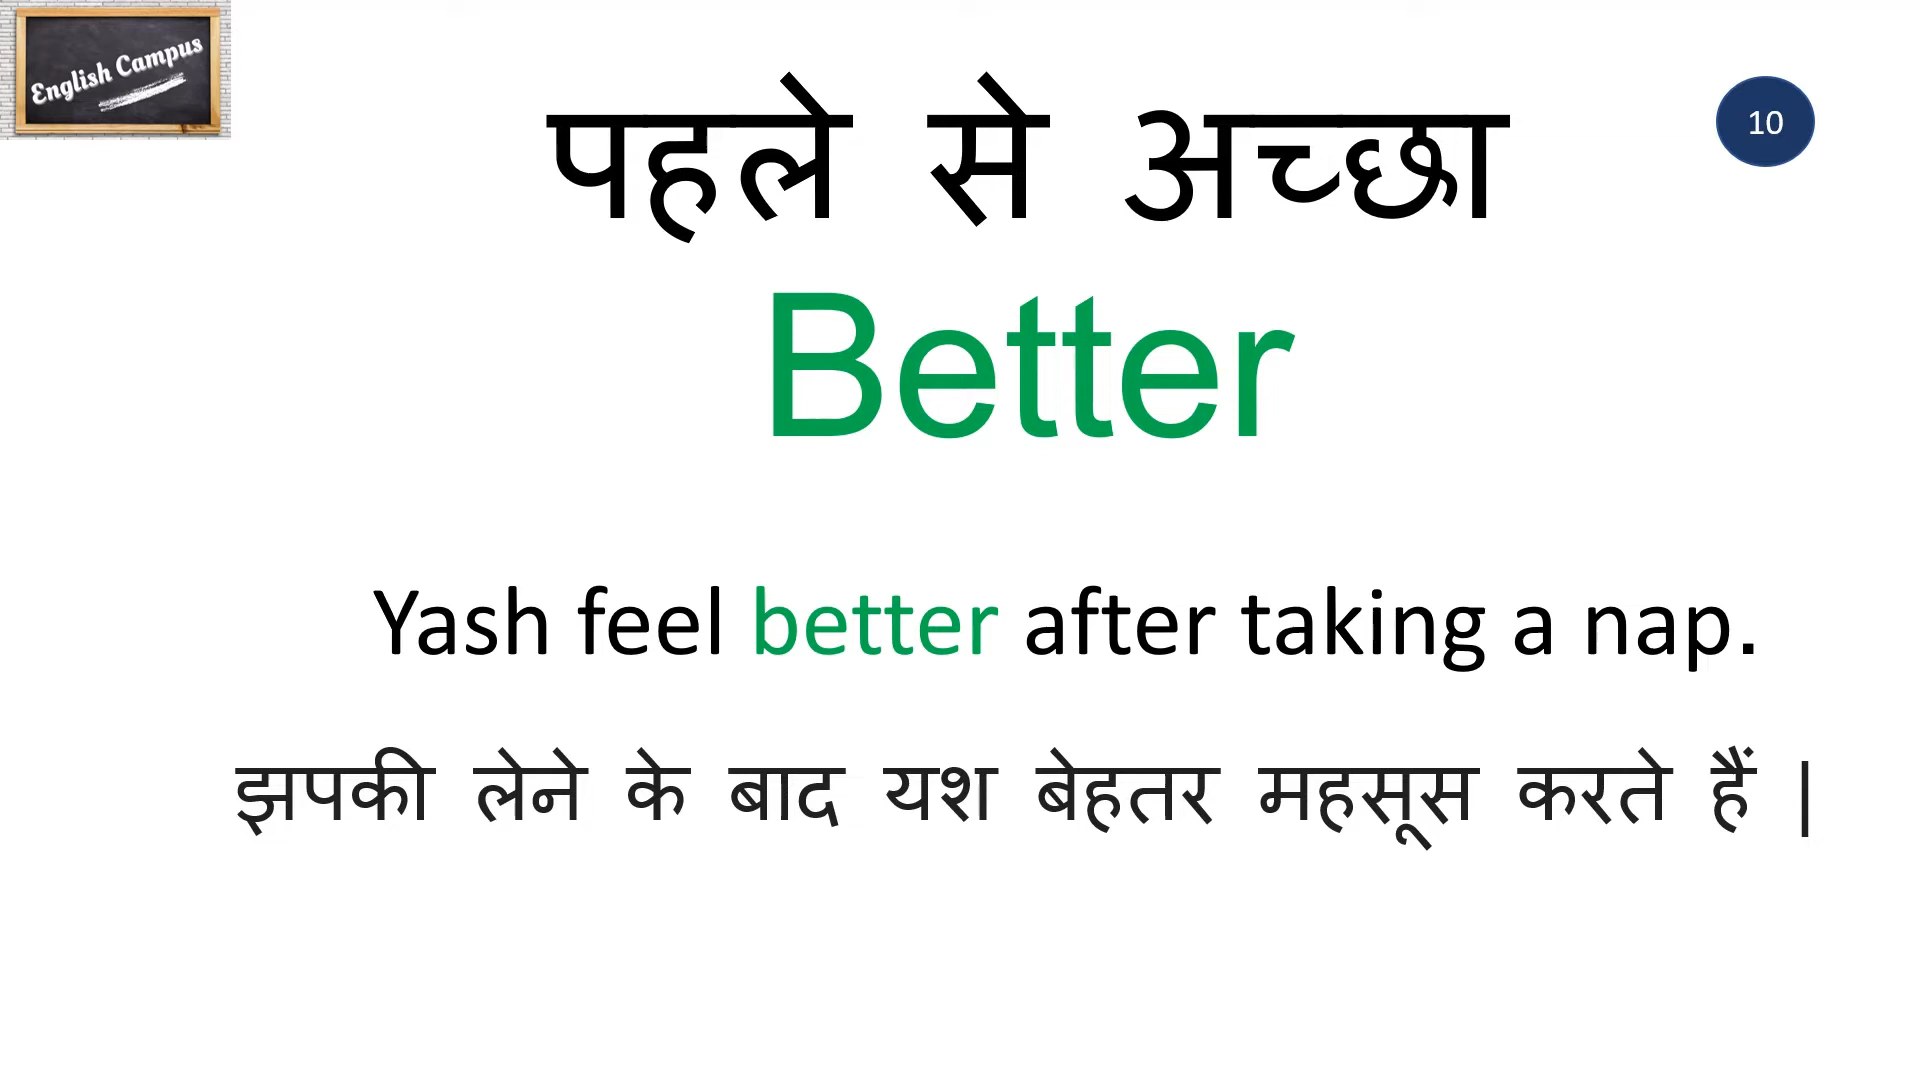 English Campus
10
पहले से अच्छा
Better
Yash feel better after taking a nap.
झपकी लेने के बाद यश बेहतर महसूस करते हैं |